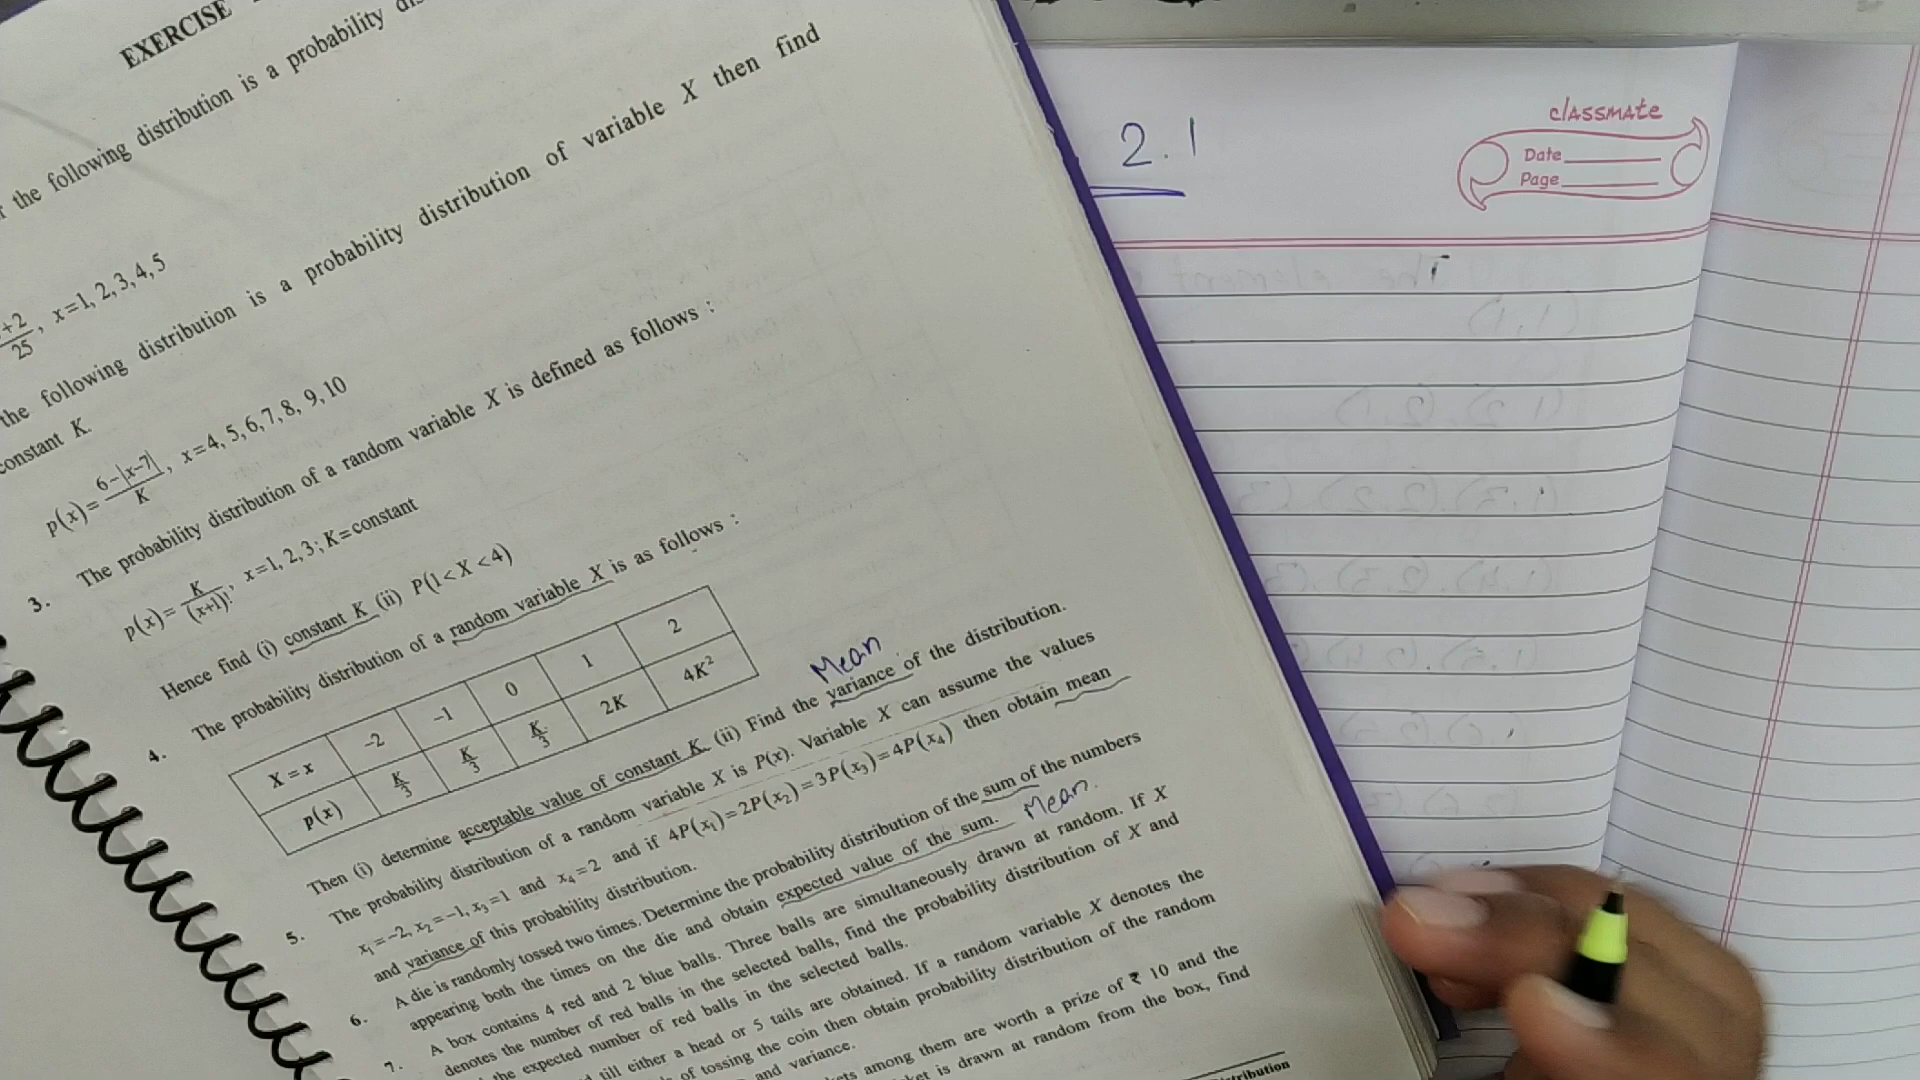 EXERCISE
the following distribution is a probability
+2
25, x=1, 2, 3, 4, 5
the following distribution is a probability distribution of variable X then find
constant K.
p(x)= 6-|x-7| / K, x=4, 5, 6, 7, 8, 9, 10
3. The probability distribution of a random variable X is defined as follows :
p(x)= K / (x+1)!, x=1, 2, 3; K=constant
Hence find (i) constant K (ii) P(1<X<4)
4. The probability distribution of a random variable X is as follows :
X = x -2 -1 0 1 2
p(x) K/3 K/3 K/3 2K 4K²
Mean
Then (i) determine acceptable value of constant K. (ii) Find the variance of the distribution.
5. The probability distribution of a random variable X is P(x). Variable X can assume the values
x₁=-2, x₂=-1, x₃=1 and x₄=2 and if 4P(x₁)=2P(x₂)=3P(x₃)=4P(x₄) then obtain mean
and variance of this probability distribution.
6. A die is randomly tossed two times. Determine the probability distribution of the sum of the numbers
appearing both the times on the die and obtain expected value of the sum. Mean.
7. A box contains 4 red and 2 blue balls. Three balls are simultaneously drawn at random. If X
denotes the number of red balls in the selected balls, find the probability distribution of X and
the expected number of red balls in the selected balls.
till either a head or 5 tails are obtained. If a random variable X denotes the
of tossing the coin then obtain probability distribution of the random
and variance.
among them are worth a prize of ₹ 10 and the
is drawn at random from the box, find
2.1
classmate
Date
Page